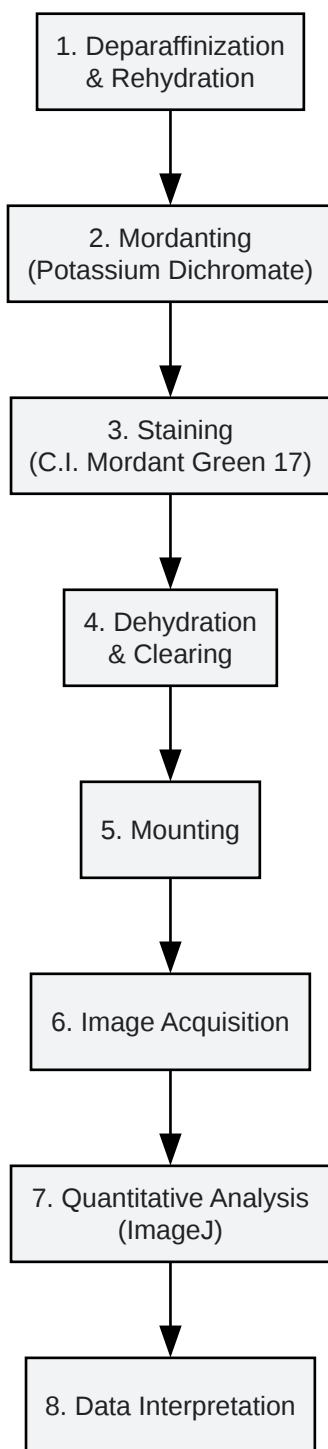 1. Deparaffinization
& Rehydration
2. Mordanting
(Potassium Dichromate)
3. Staining
(C.I. Mordant Green 17)
4. Dehydration
& Clearing
5. Mounting
6. Image Acquisition
7. Quantitative Analysis
(ImageJ)
8. Data Interpretation